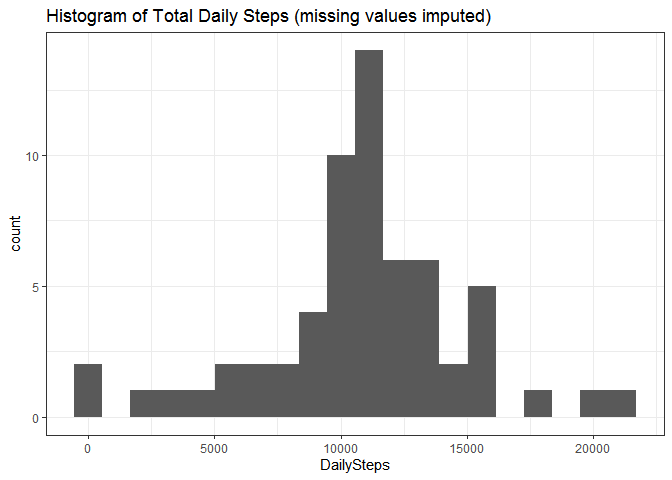 Histogram of Total Daily Steps (missing values imputed)
10
5
0
count
0 5000 10000 15000 20000
DailySteps